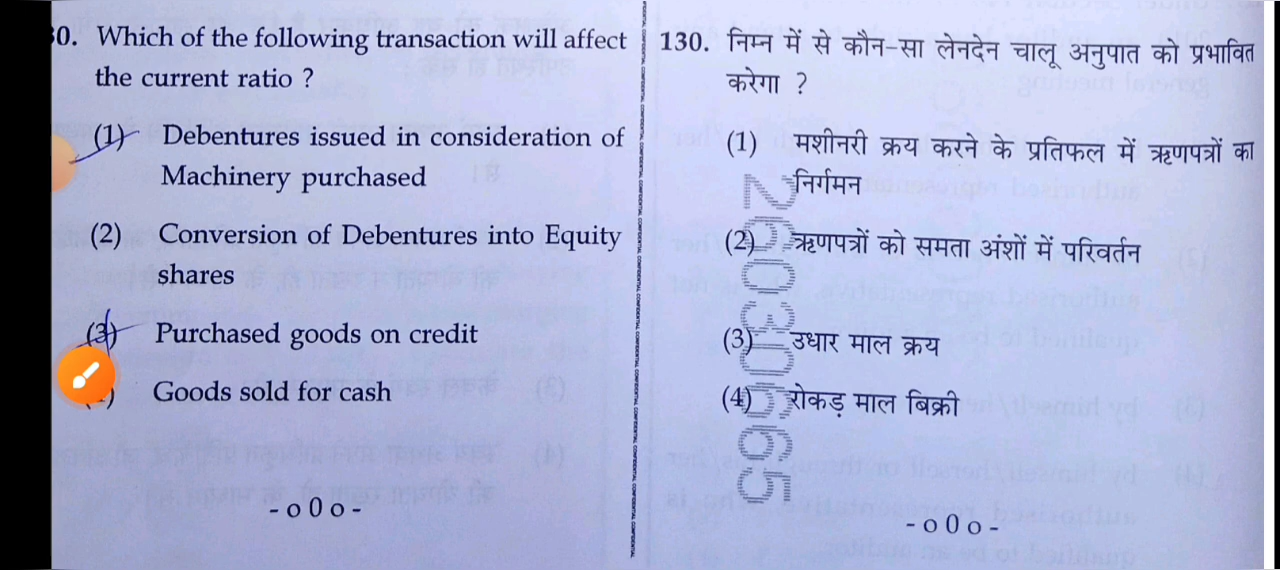 30. Which of the following transaction will affect
the current ratio ?
(1) Debentures issued in consideration of
Machinery purchased
(2) Conversion of Debentures into Equity
shares
(3) Purchased goods on credit
Goods sold for cash
-o0o-
130. निम्न में से कौन-सा लेनदेन चालू अनुपात को प्रभावित
करेगा ?
(1) मशीनरी क्रय करने के प्रतिफल में ऋणपत्रों का
निर्गमन
(2) ऋणपत्रों को समता अंशों में परिवर्तन
(3) उधार माल क्रय
(4) रोकड़ माल बिक्री
-o0o-